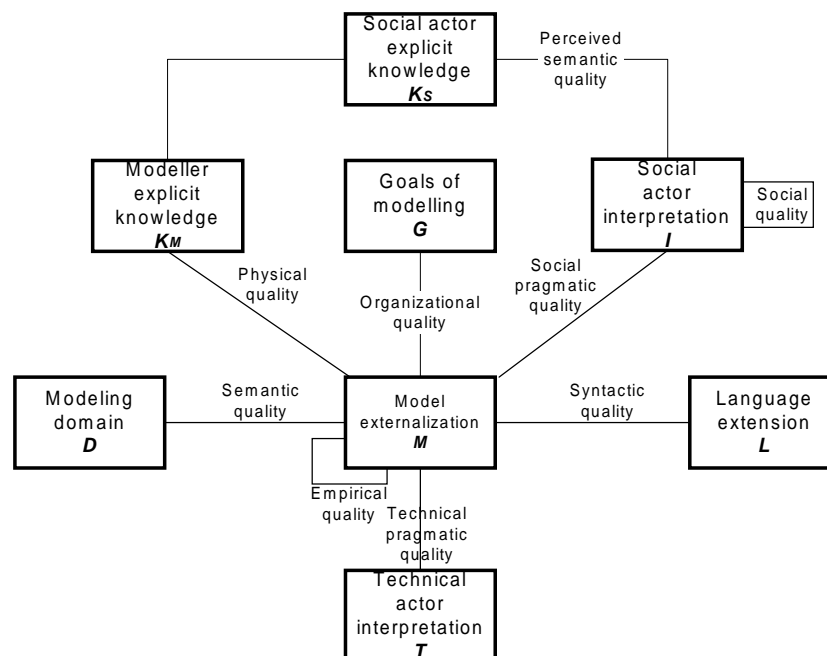 Social actor
explicit
knowledge
Ks
Perceived
semantic
quality
Modeller
explicit
knowledge
KM
Goals of
modelling
G
Social
actor
interpretation
I
Social
quality
Physical
quality
Organizational
quality
Social
pragmatic
quality
Modeling
domain
D
Semantic
quality
Model
externalization
M
Syntactic
quality
Language
extension
L
Empirical
quality
Technical
pragmatic
quality
Technical
actor
interpretation
T